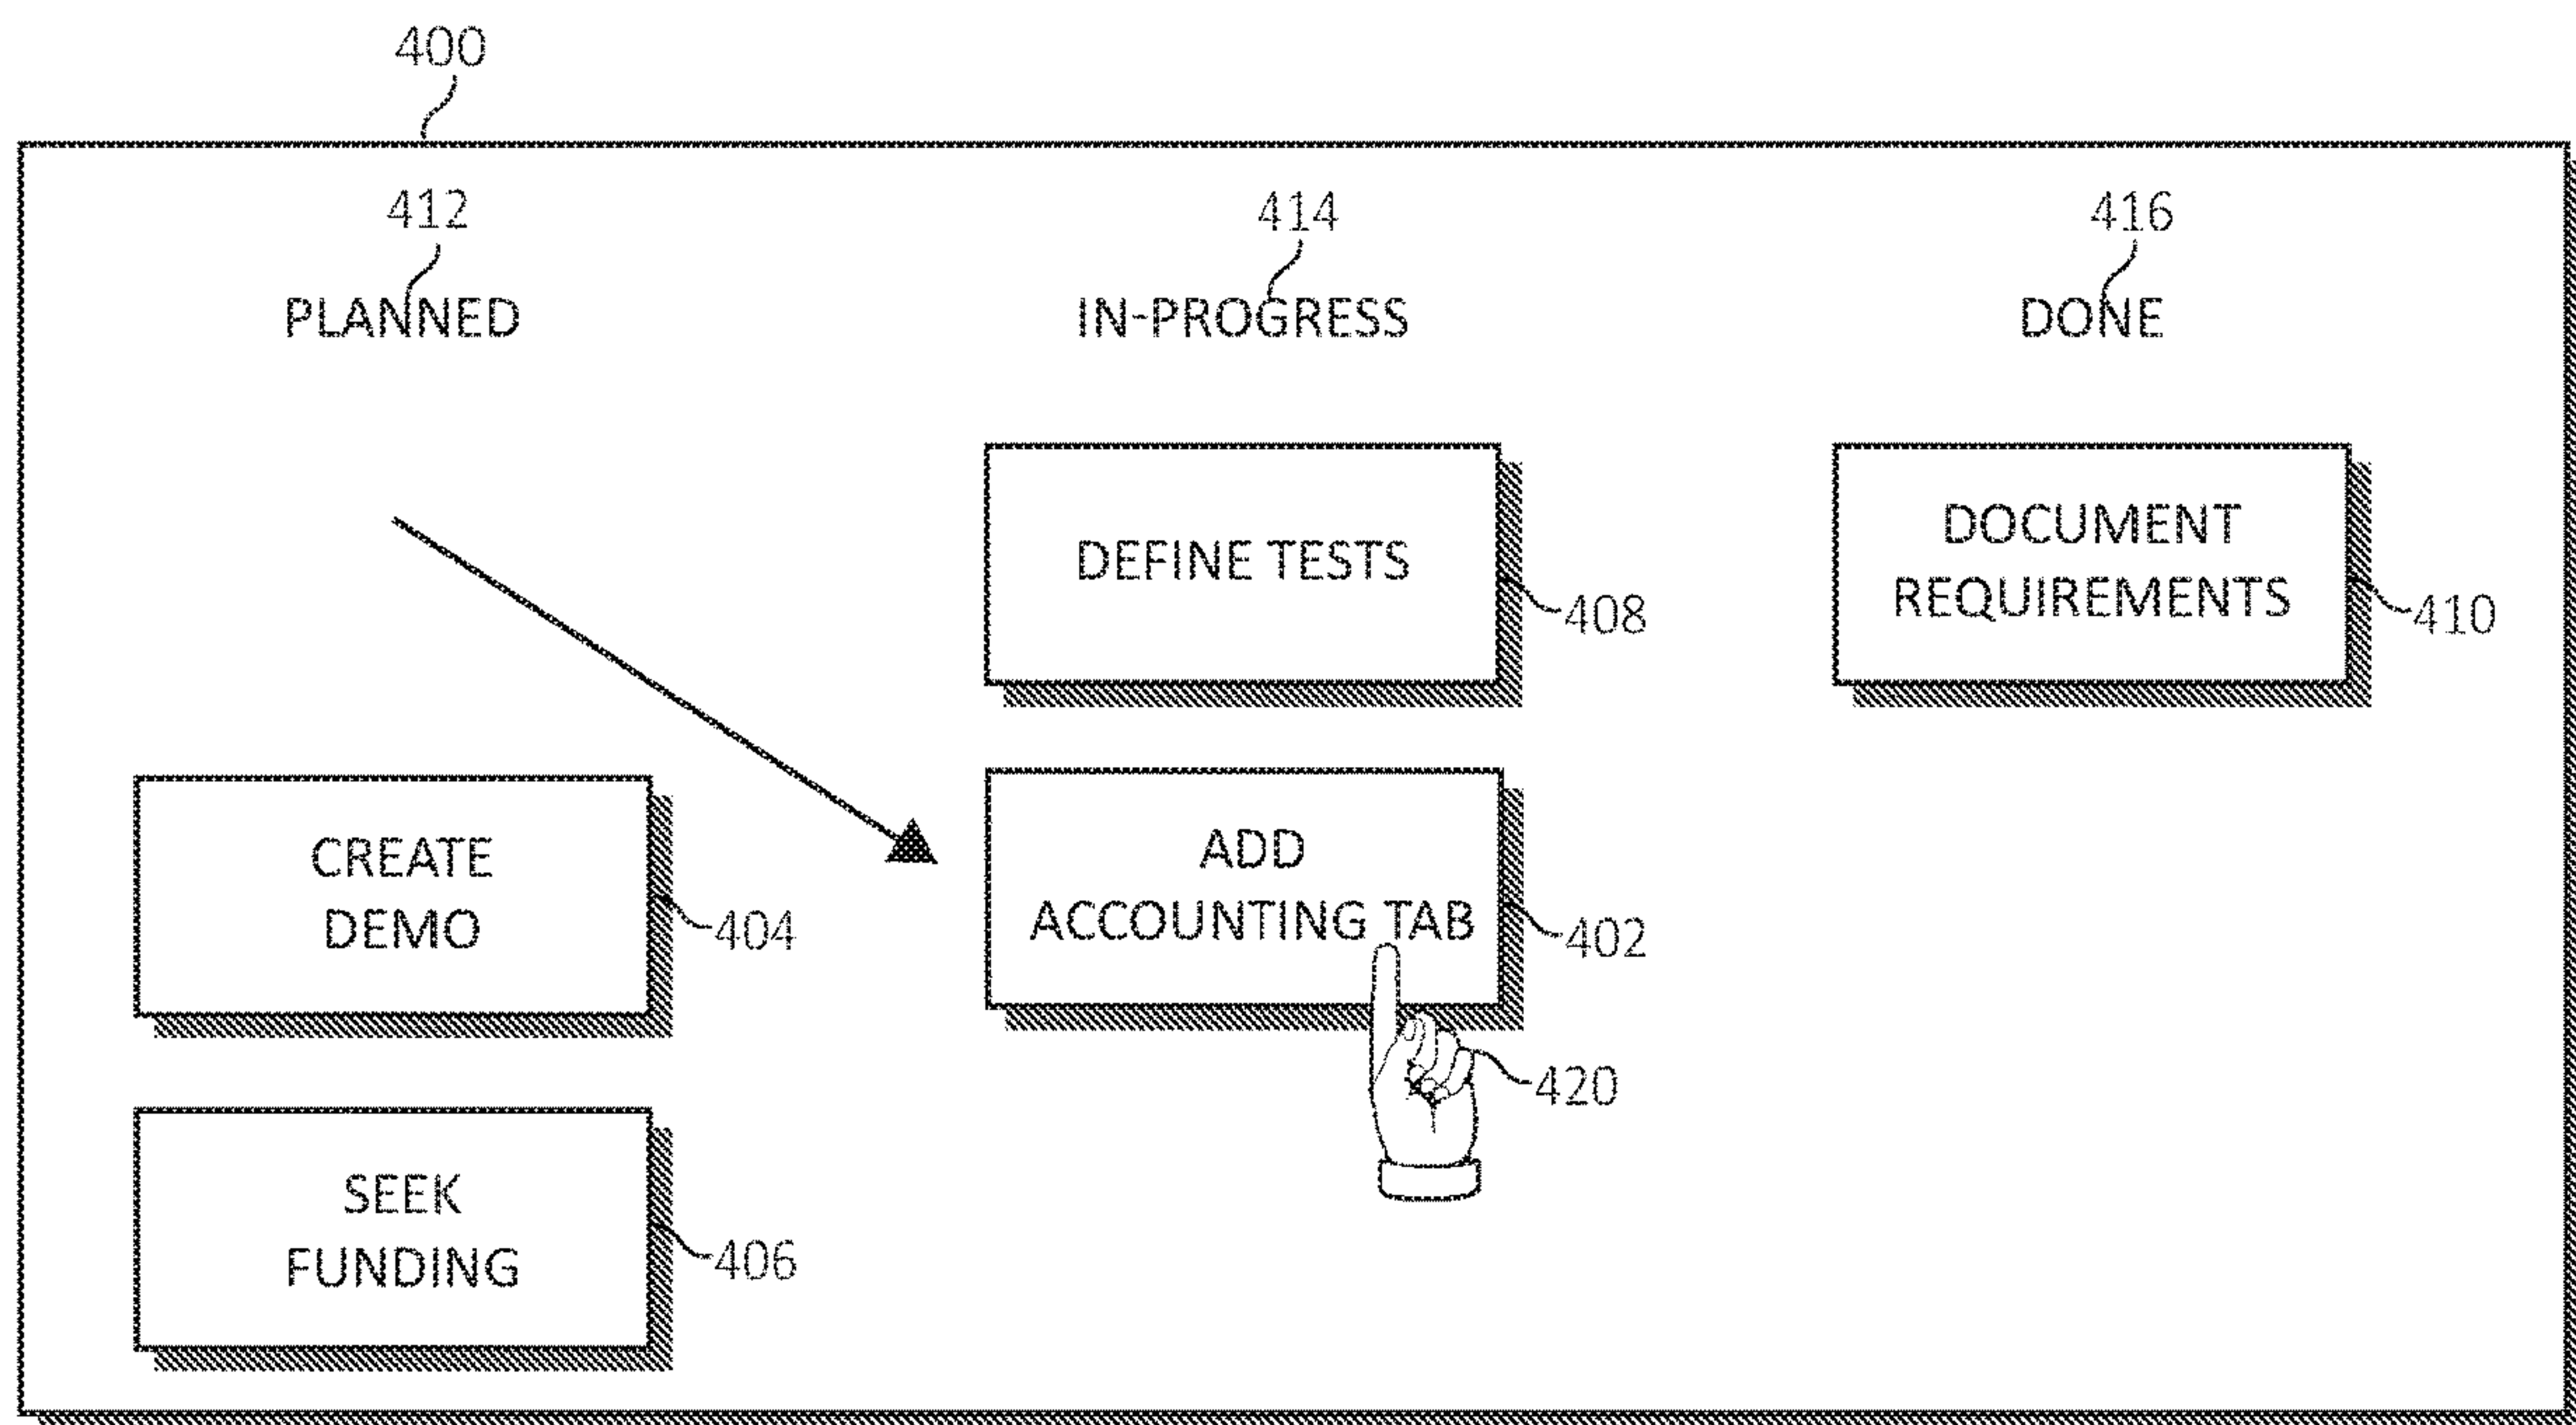 400
412
414
416
PLANNED
IN-PROGRESS
DONE
DEFINE TESTS
408
DOCUMENT
REQUIREMENTS
410
CREATE
DEMO
404
ADD
ACCOUNTING TAB
402
420
SEEK
FUNDING
406